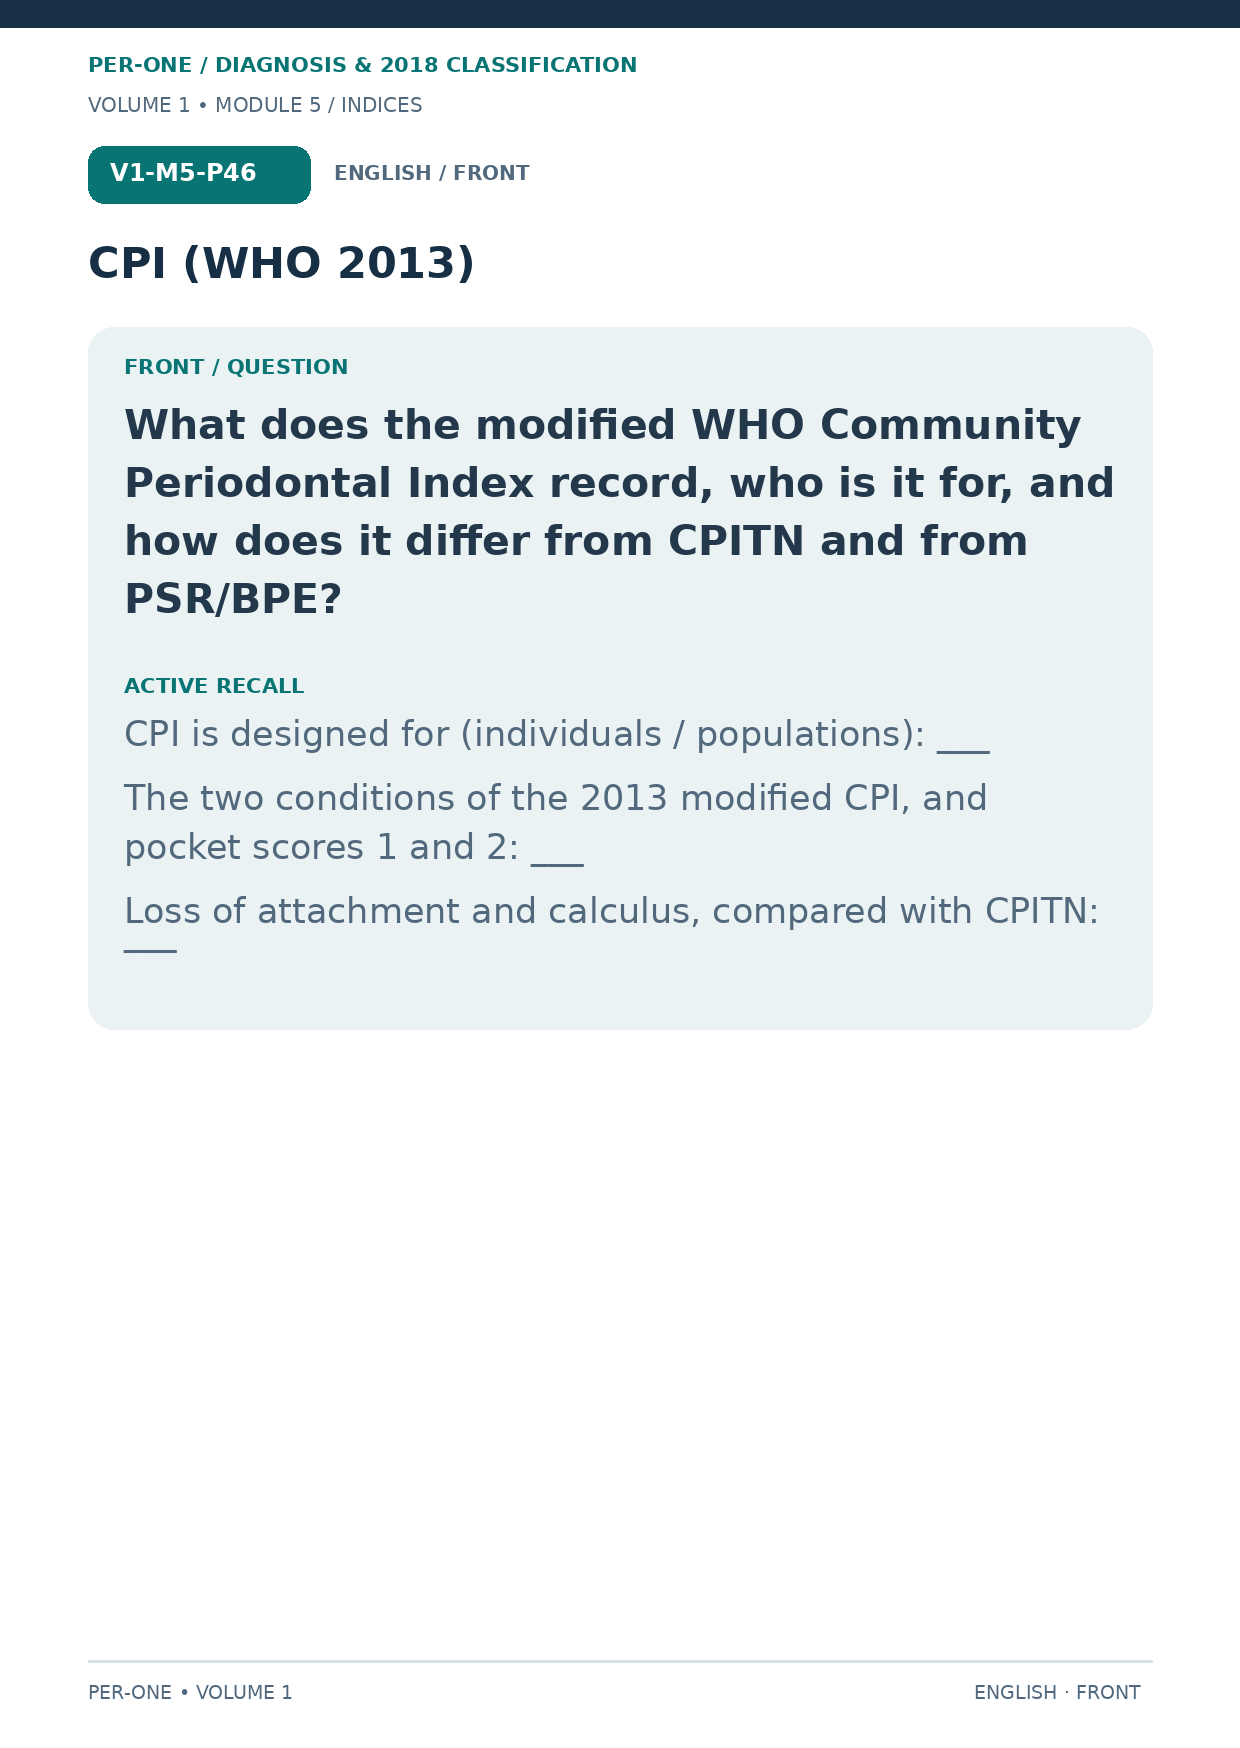 PER-ONE / DIAGNOSIS & 2018 CLASSIFICATION
VOLUME 1 • MODULE 5 / INDICES
V1-M5-P46
ENGLISH / FRONT
CPI (WHO 2013)
FRONT / QUESTION
What does the modified WHO Community
Periodontal Index record, who is it for, and
how does it differ from CPITN and from
PSR/BPE?
ACTIVE RECALL
CPI is designed for (individuals / populations): ___
The two conditions of the 2013 modified CPI, and
pocket scores 1 and 2: ___
Loss of attachment and calculus, compared with CPITN:
___
PER-ONE • VOLUME 1
ENGLISH · FRONT